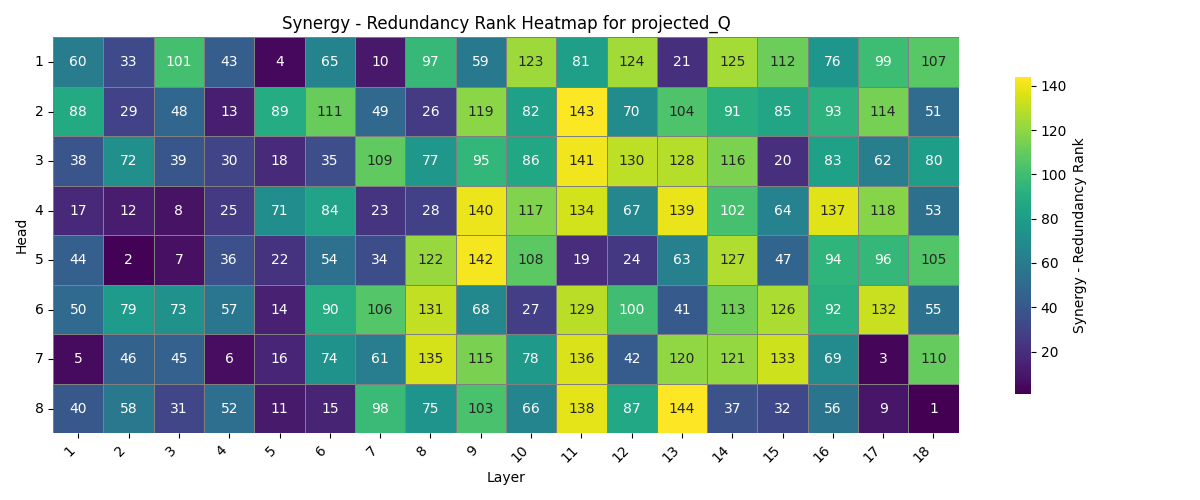 Synergy - Redundancy Rank Heatmap for projected_Q
1 60 33 101 43 4 65 10 97 59 123 81 124 21 125 112 76 99 107
2 88 29 48 13 89 111 49 26 119 82 143 70 104 91 85 93 114 51
3 38 72 39 30 18 35 109 77 95 86 141 130 128 116 20 83 62 80
4 17 12 8 25 71 84 23 28 140 117 134 67 139 102 64 137 118 53
5 44 2 7 36 22 54 34 122 142 108 19 24 63 127 47 94 96 105
6 50 79 73 57 14 90 106 131 68 27 129 100 41 113 126 92 132 55
7 5 46 45 6 16 74 61 135 115 78 136 42 120 121 133 69 3 110
8 40 58 31 52 11 15 98 75 103 66 138 87 144 37 32 56 9 1
1 2 3 4 5 6 7 8 9 10 11 12 13 14 15 16 17 18
Layer
Head
140
120
100
80
60
40
20
Synergy - Redundancy Rank